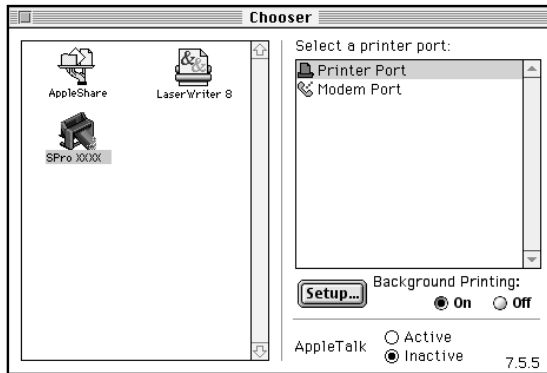 Chooser
AppleShare
LaserWriter 8
SPro XXXX
Select a printer port:
Printer Port
Modem Port
Setup...
Background Printing:
On Off
AppleTalk
Active
Inactive
7.5.5